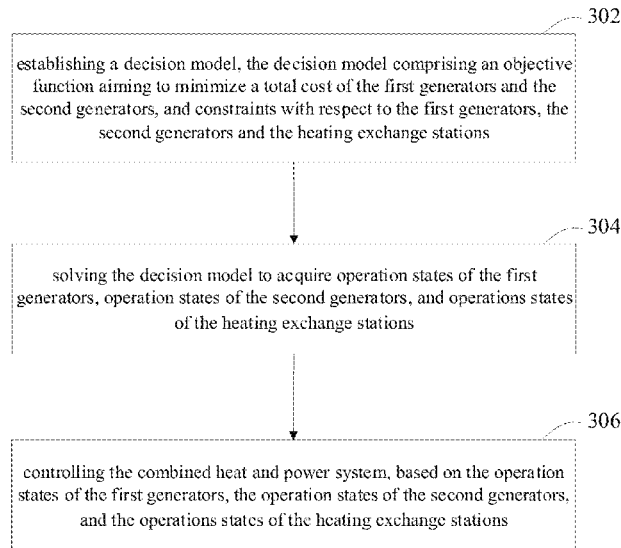 302
establishing a decision model, the decision model comprising an objective
function aiming to minimize a total cost of the first generators and the
second generators, and constraints with respect to the first generators, the
second generators and the heating exchange stations
304
solving the decision model to acquire operation states of the first
generators, operation states of the second generators, and operations states
of the heating exchange stations
306
controlling the combined heat and power system, based on the operation
states of the first generators, the operation states of the second generators,
and the operations states of the heating exchange stations